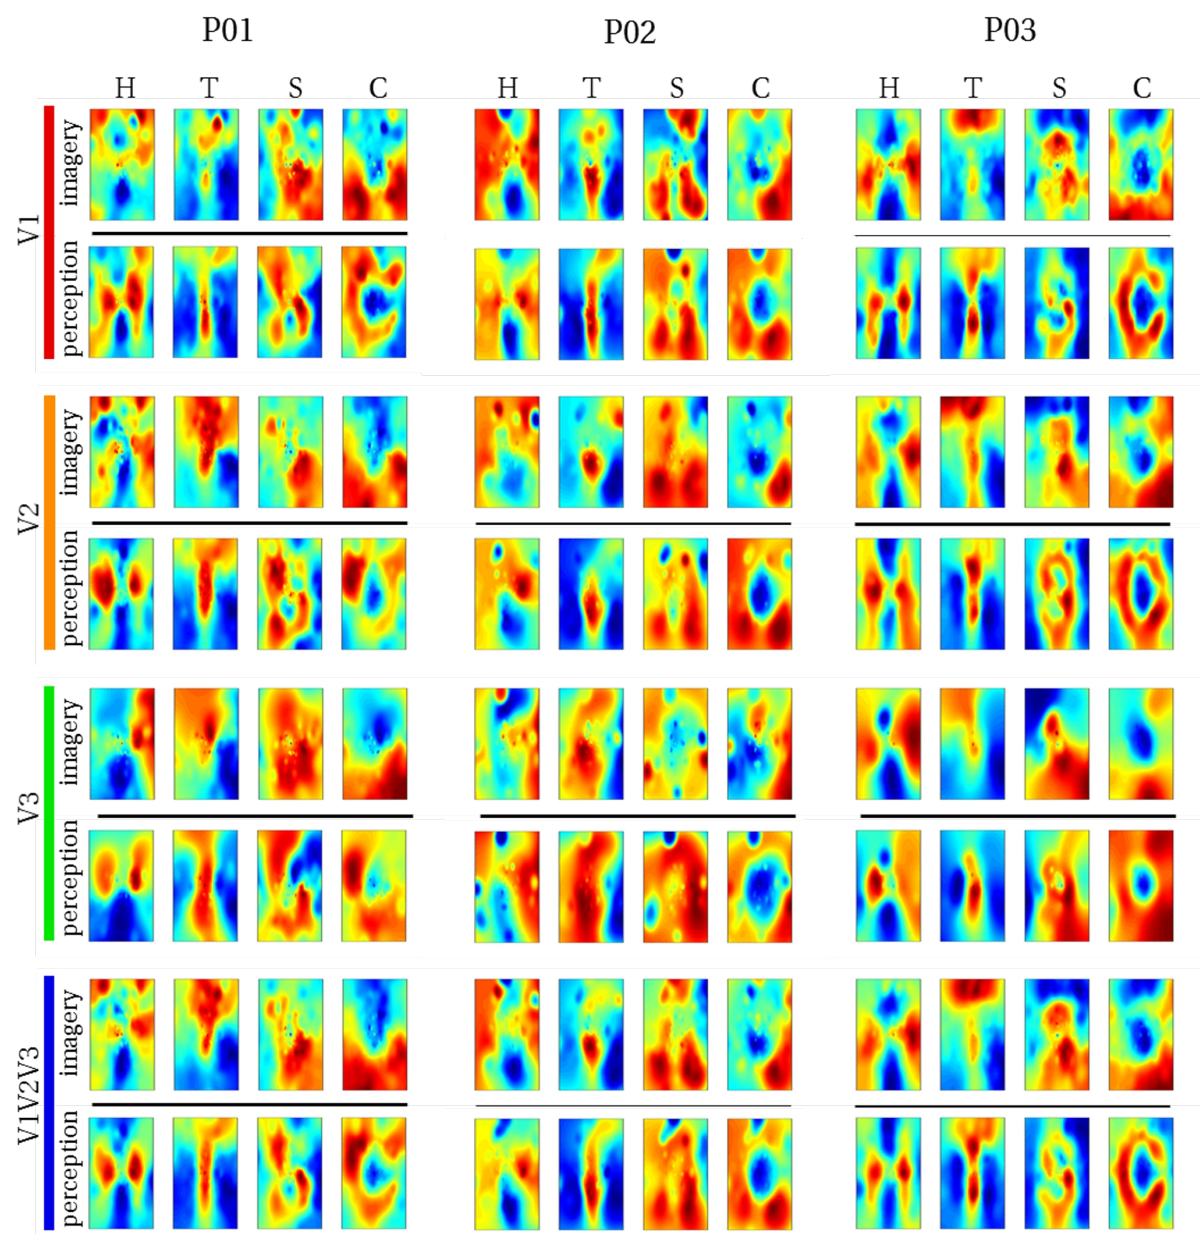 P01 P02 P03
H T S C H T S C H T S C
V1
imagery
perception
V2
imagery
perception
V3
imagery
perception
V1V2V3
imagery
perception